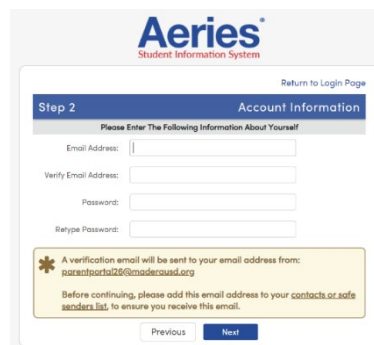 Aeries
Student Information System
Return to Login Page
Step 2 Account Information
Please Enter The Following Information About Yourself
Email Address:
Verify Email Address:
Password:
Retype Password:
A verification email will be sent to your email address from:
parentportal26@maderausd.org
Before continuing, please add this email address to your contacts or safe
senders list, to ensure you receive this email.
Previous Next